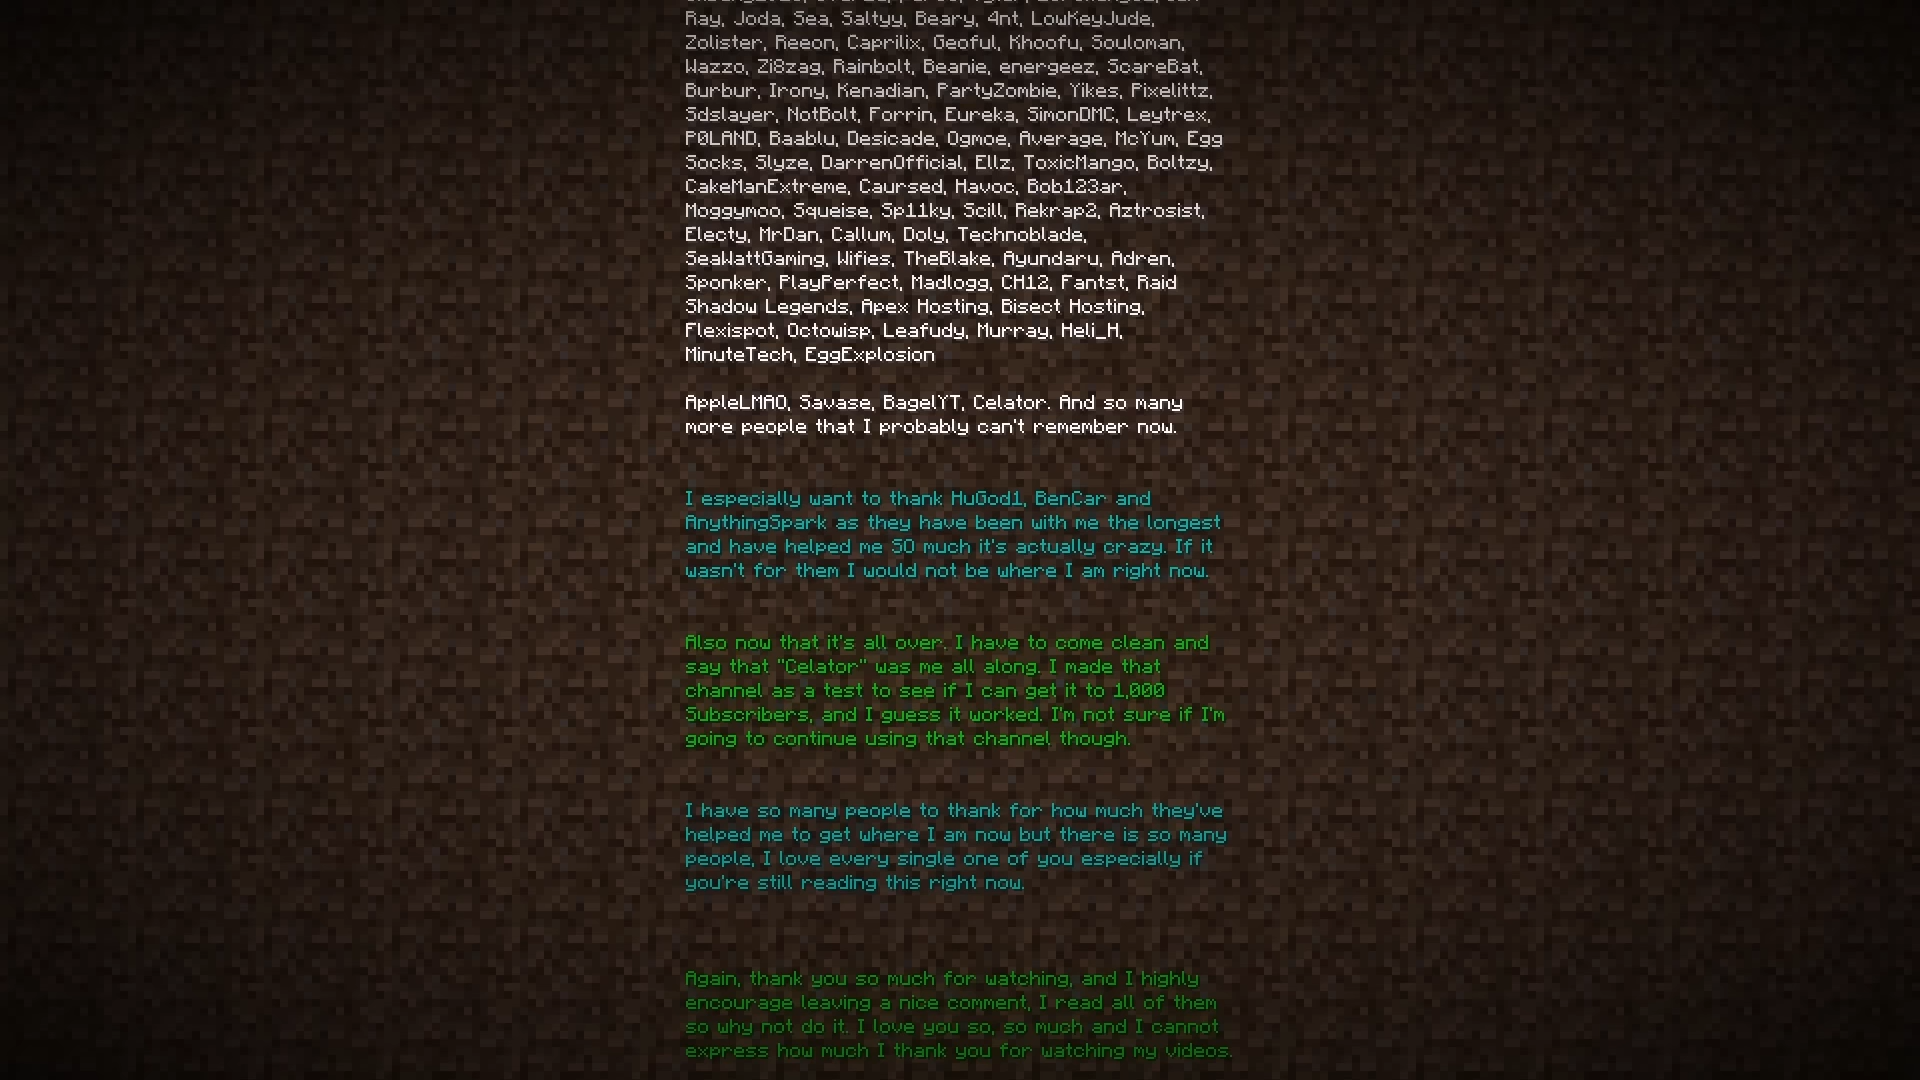 Ray, Joda, Sea, Saltyy, Beary, 4nt, LowKeyJude,
Zolister, Reeon, Caprilix, Geoful, Khoofu, Souloman,
Wazzo, Zi8zag, Rainbolt, Beanie, energeez, ScareBat,
Burbur, Irony, Kenadian, PartyZombie, Yikes, Pixelittz,
Sdslayer, NotBolt, Forrin, Eureka, SimonDMC, Leytrex,
P0LAND, Baablu, Desicade, Ogmoe, Average, McYum, Egg
Socks, Slyze, DarrenOfficial, Ellz, ToxicMango, Boltzy,
CakeManExtreme, Caursed, Havoc, Bob123ar,
Moggymoo, Squeise, Sp11ky, Scill, Rekrap2, Aztrosist,
Electy, MrDan, Callum, Doly, Technoblade,
SeaWattGaming, Wifies, TheBlake, Ayundaru, Adren,
Sponker, PlayPerfect, Madlogg, CH12, Fantst, Raid
Shadow Legends, Apex Hosting, Bisect Hosting,
Flexispot, Octowisp, Leafudy, Murray, Heli_H,
MinuteTech, EggExplosion
AppleLMAO, Savase, BagelYT, Celator. And so many
more people that I probably can't remember now.
I especially want to thank HuGod1, BenCar and
AnythingSpark as they have been with me the longest
and have helped me SO much it's actually crazy. If it
wasn't for them I would not be where I am right now.
Also now that it's all over. I have to come clean and
say that "Celator" was me all along. I made that
channel as a test to see if I can get it to 1,000
Subscribers, and I guess it worked. I'm not sure if I'm
going to continue using that channel though.
I have so many people to thank for how much they've
helped me to get where I am now but there is so many
people, I love every single one of you especially if
you're still reading this right now.
Again, thank you so much for watching, and I highly
encourage leaving a nice comment, I read all of them
so why not do it. I love you so, so much and I cannot
express how much I thank you for watching my videos.